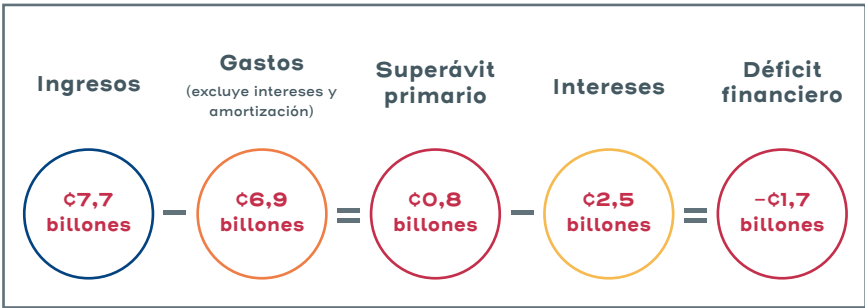 Ingresos
Gastos
(excluye intereses y
amortización)
Superávit
primario
Intereses
Déficit
financiero
₡7,7
billones
–
₡6,9
billones
=
₡0,8
billones
–
₡2,5
billones
=
–₡1,7
billones